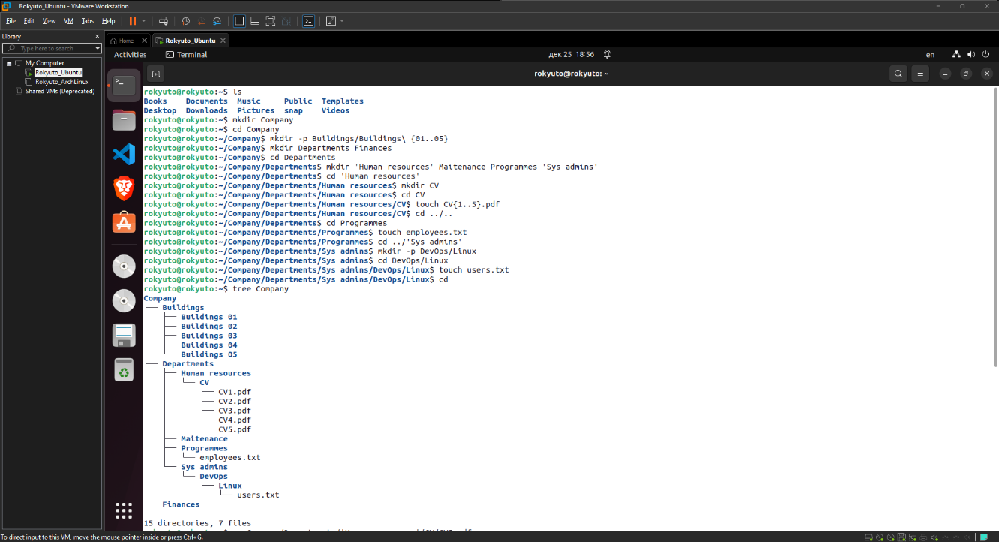 Rokyuto_Ubuntu - VMware Workstation
File Edit View VM Tabs Help
Library
Type here to search
My Computer
Rokyuto_Ubuntu
Rokyuto_ArchLinux
Shared VMs (Deprecated)
Home
Rokyuto_Ubuntu
Activities
Terminal
дек 25 18:56
en
rokyuto@rokyuto: ~
rokyuto@rokyuto:~$ ls
Books Documents Music Public Templates
Desktop Downloads Pictures snap Videos
rokyuto@rokyuto:~$ mkdir Company
rokyuto@rokyuto:~$ cd Company
rokyuto@rokyuto:~/Company$ mkdir -p Buildings/Buildings\ {01..05}
rokyuto@rokyuto:~/Company$ mkdir Departments Finances
rokyuto@rokyuto:~/Company$ cd Departments
rokyuto@rokyuto:~/Company/Departments$ mkdir 'Human resources' Maitenance Programmes 'Sys admins'
rokyuto@rokyuto:~/Company/Departments$ cd 'Human resources'
rokyuto@rokyuto:~/Company/Departments/Human resources$ mkdir CV
rokyuto@rokyuto:~/Company/Departments/Human resources$ cd CV
rokyuto@rokyuto:~/Company/Departments/Human resources/CV$ touch CV{1..5}.pdf
rokyuto@rokyuto:~/Company/Departments/Human resources/CV$ cd ../..
rokyuto@rokyuto:~/Company/Departments$ cd Programmes
rokyuto@rokyuto:~/Company/Departments/Programmes$ touch employees.txt
rokyuto@rokyuto:~/Company/Departments/Programmes$ cd ../'Sys admins'
rokyuto@rokyuto:~/Company/Departments/Sys admins$ mkdir -p DevOps/Linux
rokyuto@rokyuto:~/Company/Departments/Sys admins$ cd DevOps/Linux
rokyuto@rokyuto:~/Company/Departments/Sys admins/DevOps/Linux$ touch users.txt
rokyuto@rokyuto:~/Company/Departments/Sys admins/DevOps/Linux$ cd
rokyuto@rokyuto:~$ tree Company
Company
├── Buildings
│   ├── Buildings 01
│   ├── Buildings 02
│   ├── Buildings 03
│   ├── Buildings 04
│   └── Buildings 05
├── Departments
│   ├── Human resources
│   │   └── CV
│   │       ├── CV1.pdf
│   │       ├── CV2.pdf
│   │       ├── CV3.pdf
│   │       ├── CV4.pdf
│   │       └── CV5.pdf
│   ├── Maitenance
│   ├── Programmes
│   │   └── employees.txt
│   └── Sys admins
│       └── DevOps
│           └── Linux
│               └── users.txt
└── Finances
15 directories, 7 files
To direct input to this VM, move the mouse pointer inside or press Ctrl+G.